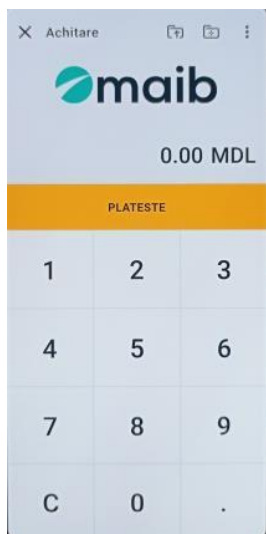 Achitare
maib
0.00 MDL
PLATESTE
1 2 3
4 5 6
7 8 9
C 0 .